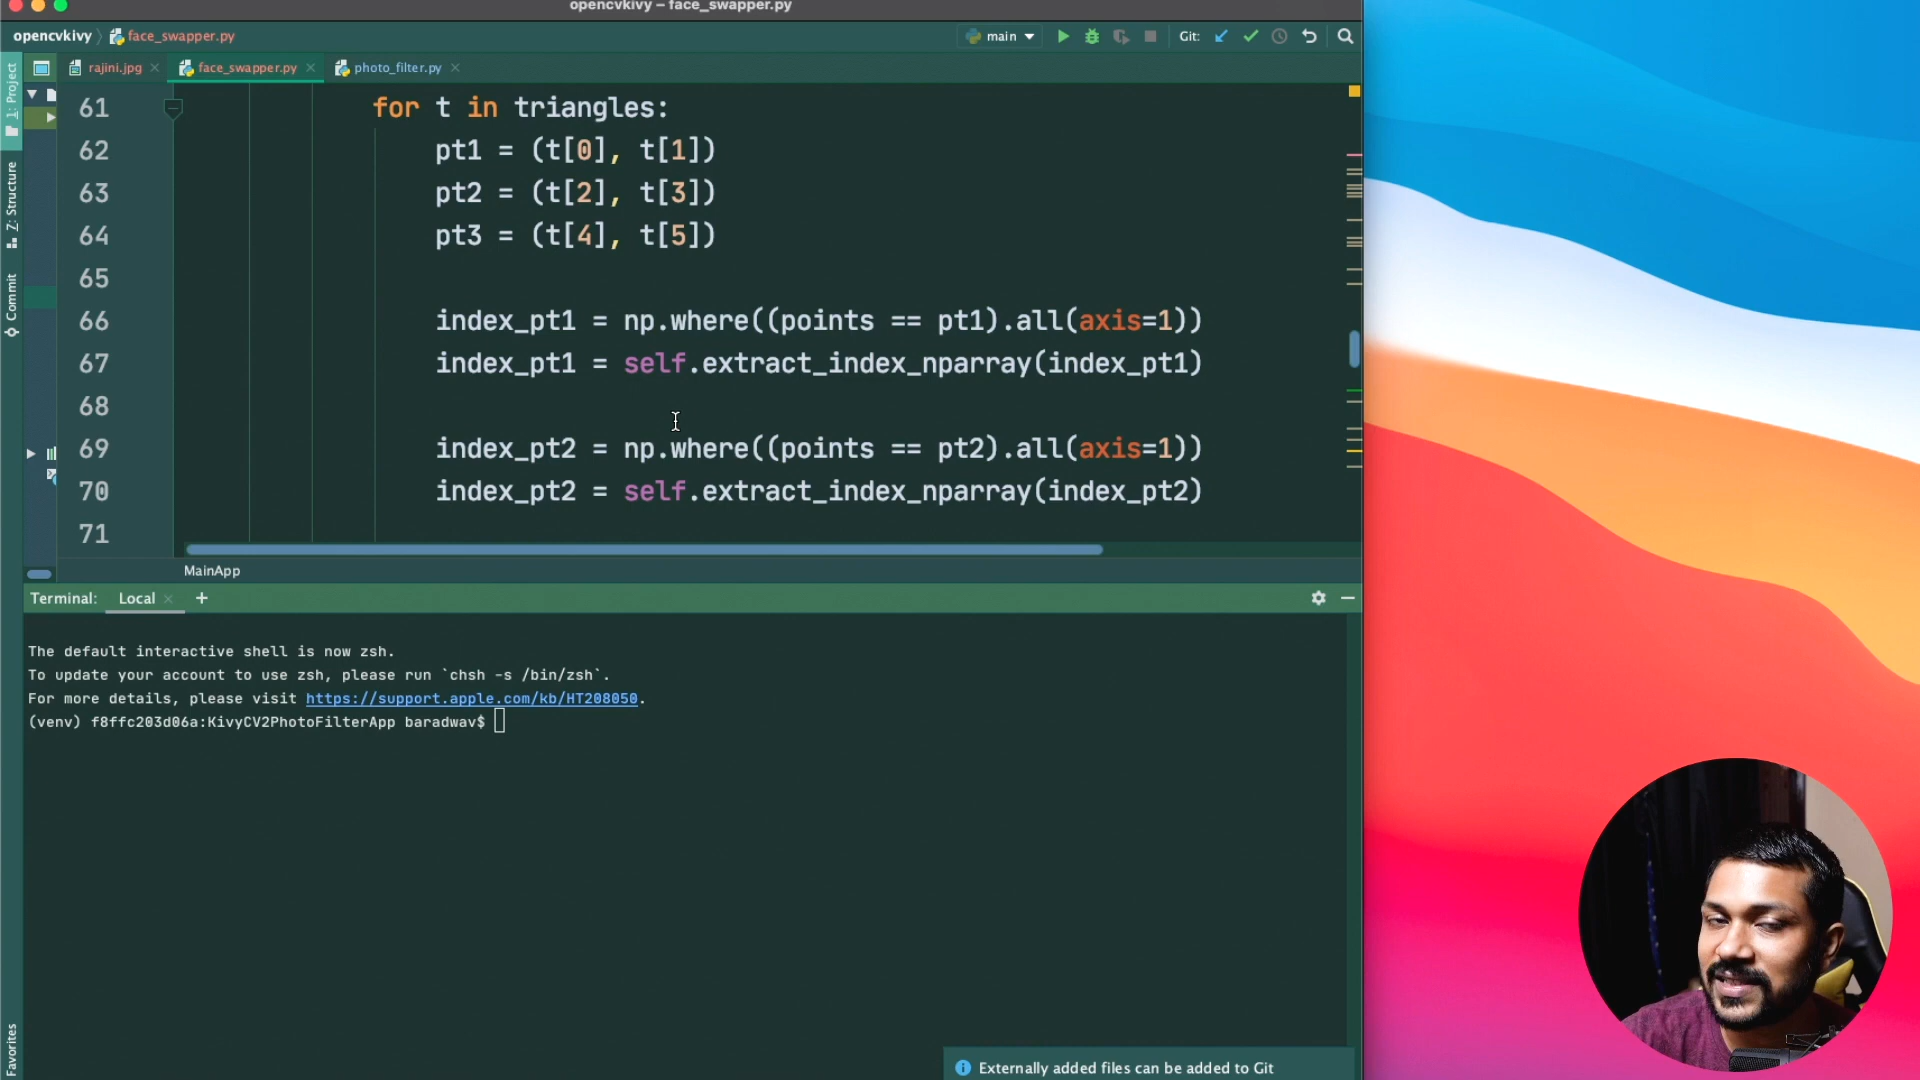 opencvkivy – face_swapper.py
opencvkivy face_swapper.py main Git:
rajini.jpg face_swapper.py photo_filter.py
1: Project
Z: Structure
Commit
Favorites
61 for t in triangles:
62 pt1 = (t[0], t[1])
63 pt2 = (t[2], t[3])
64 pt3 = (t[4], t[5])
65
66 index_pt1 = np.where((points == pt1).all(axis=1))
67 index_pt1 = self.extract_index_nparray(index_pt1)
68
69 index_pt2 = np.where((points == pt2).all(axis=1))
70 index_pt2 = self.extract_index_nparray(index_pt2)
71
MainApp
Terminal: Local +
The default interactive shell is now zsh.
To update your account to use zsh, please run `chsh -s /bin/zsh`.
For more details, please visit https://support.apple.com/kb/HT208050.
(venv) f8ffc203d06a:KivyCV2PhotoFilterApp baradwav$
Externally added files can be added to Git